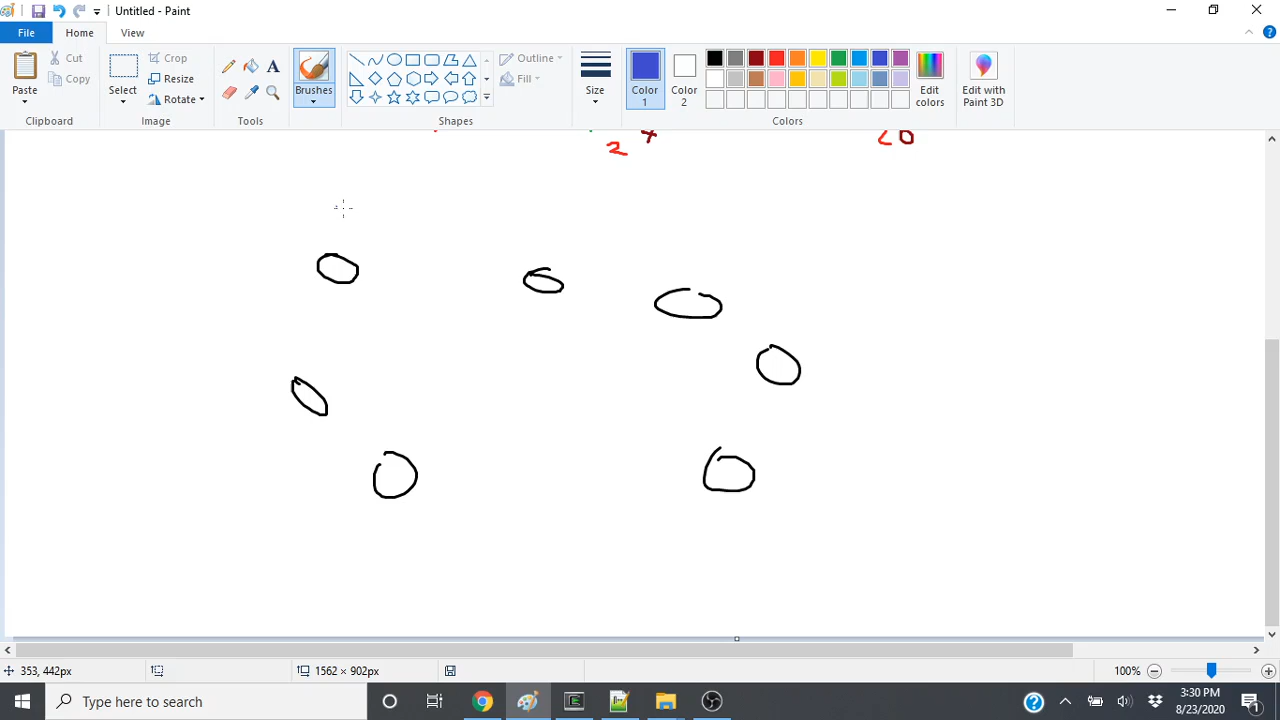 Untitled - Paint
File Home View
Paste
Cut
Copy
Clipboard
Select
Crop
Resize
Rotate
Image
A
Tools
Brushes
Outline
Fill
Shapes
Size
Color 1
Color 2
Edit colors
Colors
Edit with Paint 3D
2
20
353, 442px
1562 × 902px
100%
Type here to search
3:30 PM
8/23/2020
1